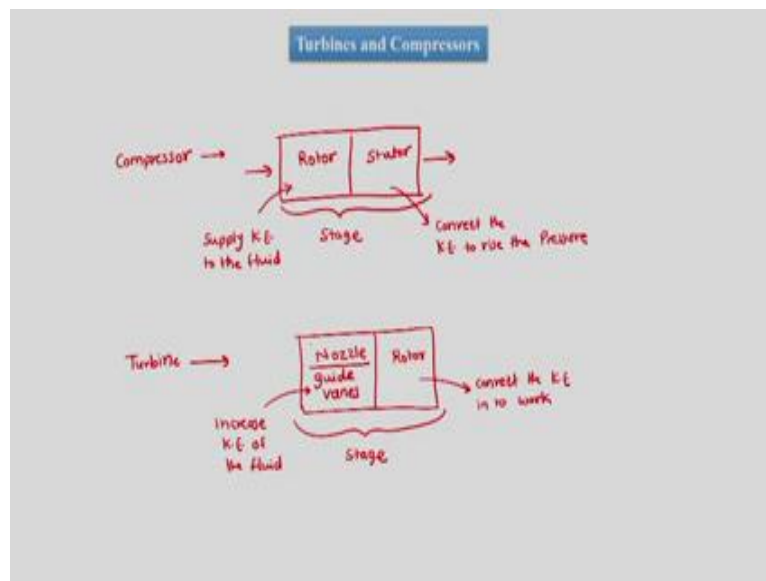 Turbines and Compressors
Compressor
Rotor
Stator
Supply K.E
to the fluid
Stage
Convert the
K.E to rise the Pressure
Turbine
Nozzle
guide
vanes
Rotor
Increase
K.E of
the fluid
Stage
convert the K.E
in to work